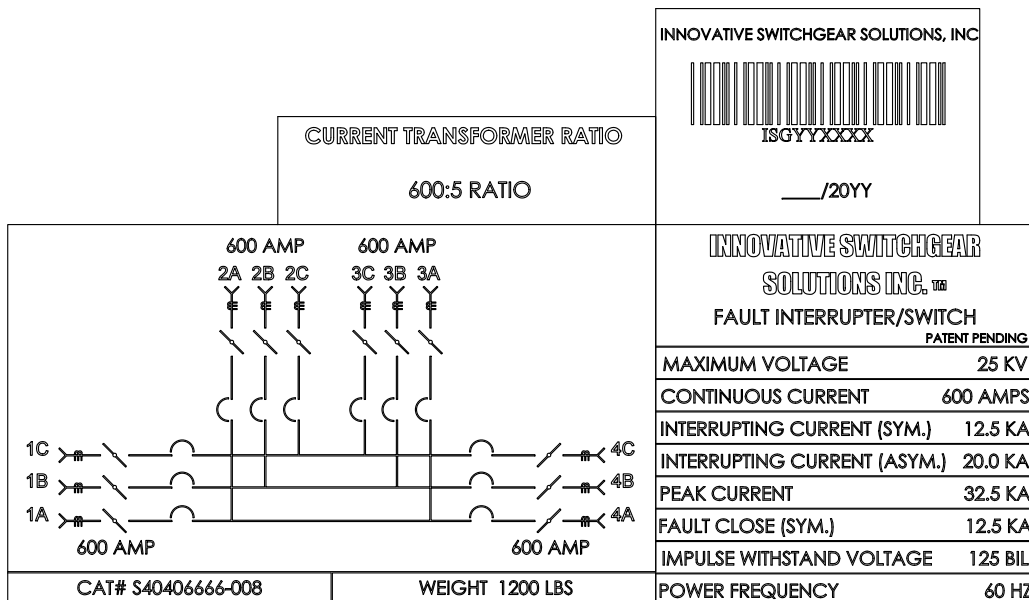 INNOVATIVE SWITCHGEAR SOLUTIONS, INC
ISGYYXXXX
____/20YY
CURRENT TRANSFORMER RATIO
600:5 RATIO
600 AMP 600 AMP
2A 2B 2C 3C 3B 3A
1C 4C
1B 4B
1A 4A
600 AMP 600 AMP
CAT# S40406666-008 WEIGHT 1200 LBS
INNOVATIVE SWITCHGEAR
SOLUTIONS INC. TM
FAULT INTERRUPTER/SWITCH
PATENT PENDING
MAXIMUM VOLTAGE 25 KV
CONTINUOUS CURRENT 600 AMPS
INTERRUPTING CURRENT (SYM.) 12.5 KA
INTERRUPTING CURRENT (ASYM.) 20.0 KA
PEAK CURRENT 32.5 KA
FAULT CLOSE (SYM.) 12.5 KA
IMPULSE WITHSTAND VOLTAGE 125 BIL
POWER FREQUENCY 60 HZ